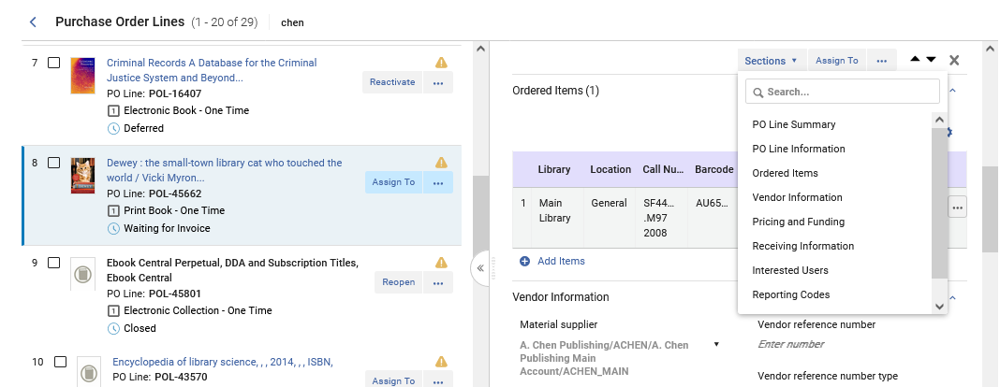 Purchase Order Lines (1 - 20 of 29) chen
7 Criminal Records A Database for the Criminal
Justice System and Beyond...
PO Line: POL-16407
Electronic Book - One Time
Deferred
Reactivate ...
8 Dewey : the small-town library cat who touched the
world / Vicki Myron...
PO Line: POL-45662
Print Book - One Time
Waiting for Invoice
Assign To ...
9 Ebook Central Perpetual, DDA and Subscription Titles,
Ebook Central
PO Line: POL-45801
Electronic Collection - One Time
Closed
Reopen ...
10 Encyclopedia of library science, , , 2014, , , ISBN,
PO Line: POL-43570
Assign To ...
Sections Assign To ...
Search...
PO Line Summary
PO Line Information
Ordered Items
Vendor Information
Pricing and Funding
Receiving Information
Interested Users
Reporting Codes
Ordered Items (1)
Library Location Call Nu... Barcode
1 Main
Library
General
SF44...
.M97
2008
AU65...
...
Add Items
Vendor Information
Material supplier
A. Chen Publishing/ACHEN/A. Chen
Publishing Main
Account/ACHEN_MAIN
Vendor reference number
Enter number
Vendor reference number type